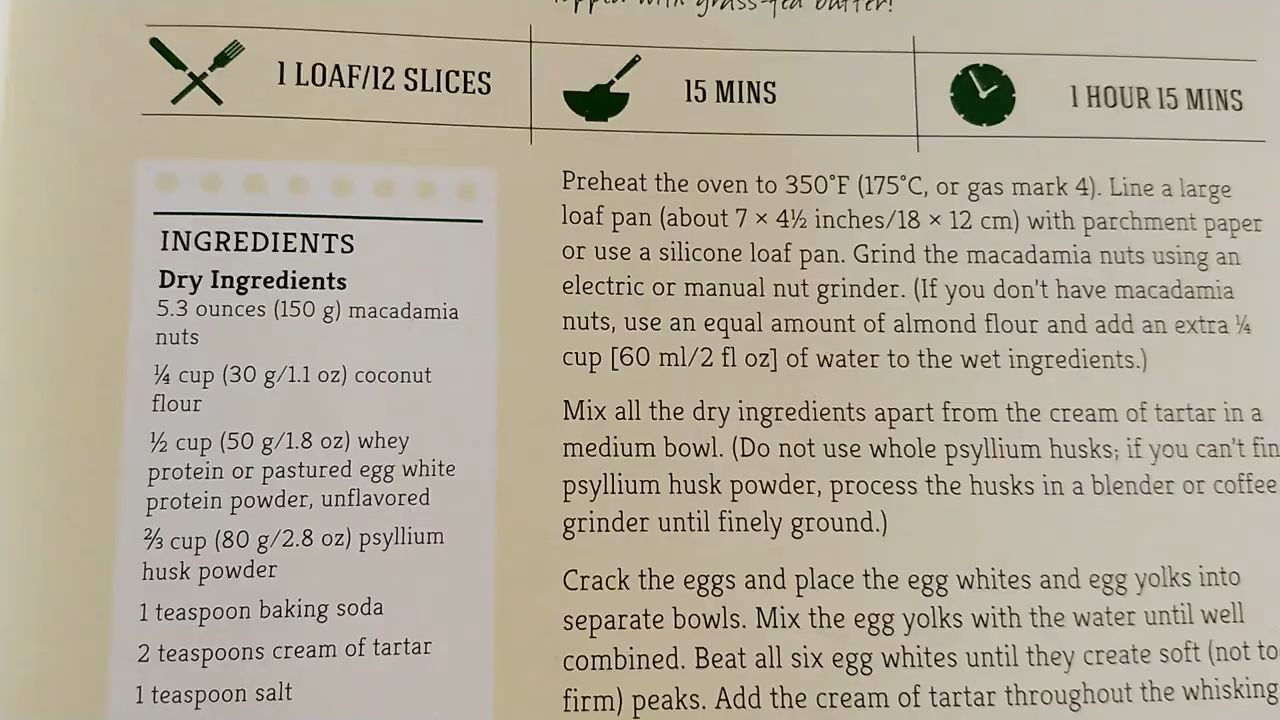 topped with grass-fed butter!
1 LOAF/12 SLICES
15 MINS
1 HOUR 15 MINS
INGREDIENTS
Dry Ingredients
5.3 ounces (150 g) macadamia
nuts
¼ cup (30 g/1.1 oz) coconut
flour
½ cup (50 g/1.8 oz) whey
protein or pastured egg white
protein powder, unflavored
⅔ cup (80 g/2.8 oz) psyllium
husk powder
1 teaspoon baking soda
2 teaspoons cream of tartar
1 teaspoon salt
Preheat the oven to 350°F (175°C, or gas mark 4). Line a large
loaf pan (about 7 × 4½ inches/18 × 12 cm) with parchment paper
or use a silicone loaf pan. Grind the macadamia nuts using an
electric or manual nut grinder. (If you don't have macadamia
nuts, use an equal amount of almond flour and add an extra ¼
cup [60 ml/2 fl oz] of water to the wet ingredients.)
Mix all the dry ingredients apart from the cream of tartar in a
medium bowl. (Do not use whole psyllium husks; if you can't fin
psyllium husk powder, process the husks in a blender or coffee
grinder until finely ground.)
Crack the eggs and place the egg whites and egg yolks into
separate bowls. Mix the egg yolks with the water until well
combined. Beat all six egg whites until they create soft (not to
firm) peaks. Add the cream of tartar throughout the whisking